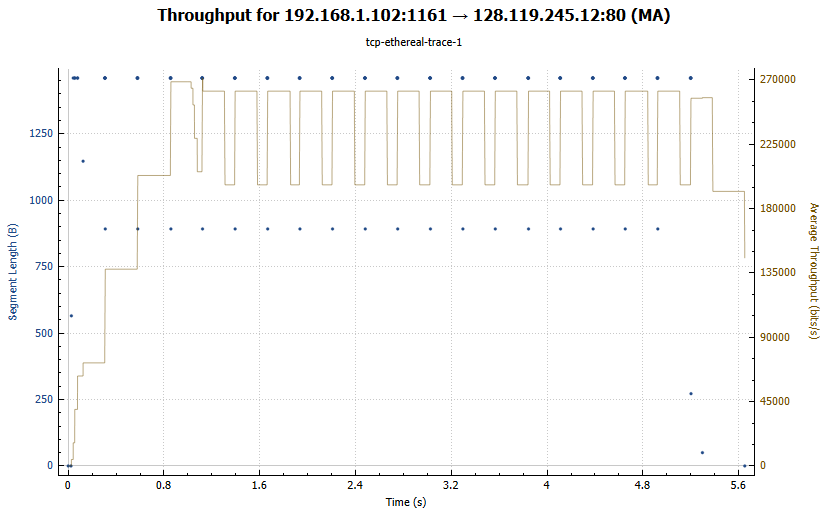 Throughput for 192.168.1.102:1161 → 128.119.245.12:80 (MA)
tcp-ethereal-trace-1
Segment Length (B)
1250
1000
750
500
250
0
270000
225000
180000
135000
90000
45000
0
Average Throughput (bits/s)
0 0.8 1.6 2.4 3.2 4 4.8 5.6
Time (s)